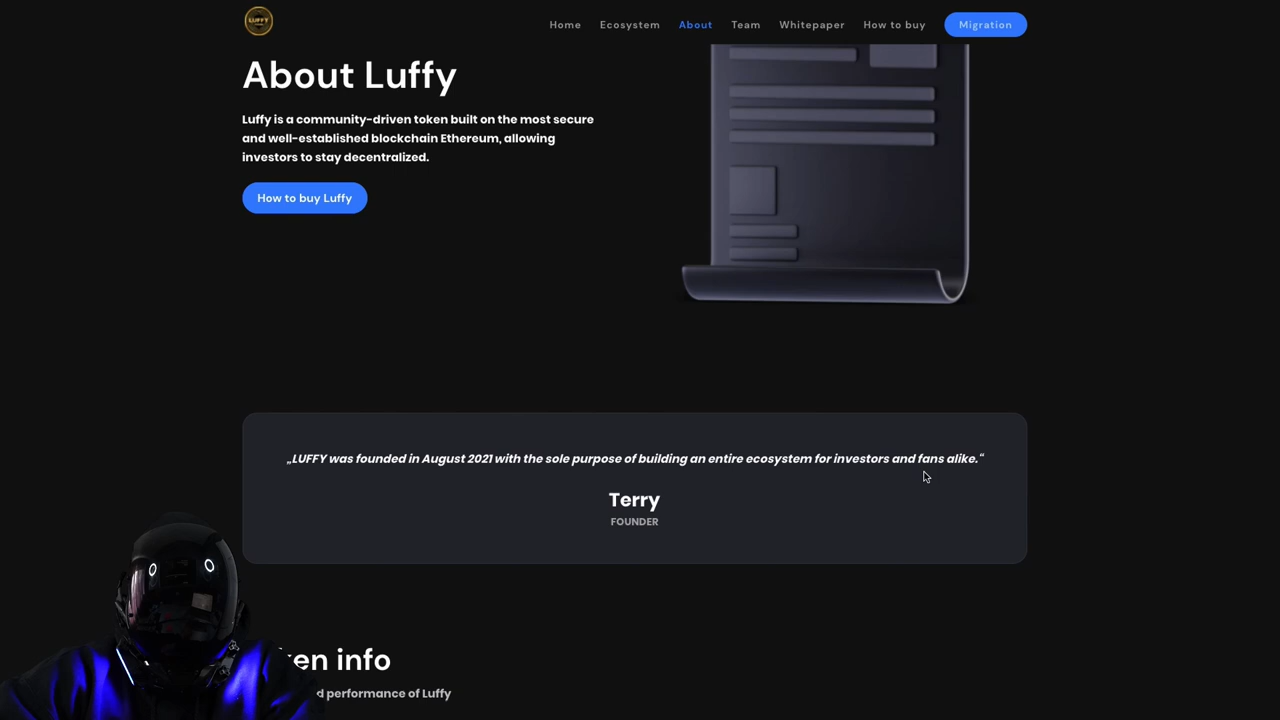 LUFFY
Home Ecosystem About Team Whitepaper How to buy Migration
About Luffy
Luffy is a community-driven token built on the most secure
and well-established blockchain Ethereum, allowing
investors to stay decentralized.
How to buy Luffy
„LUFFY was founded in August 2021 with the sole purpose of building an entire ecosystem for investors and fans alike.“
Terry
FOUNDER
info
performance of Luffy